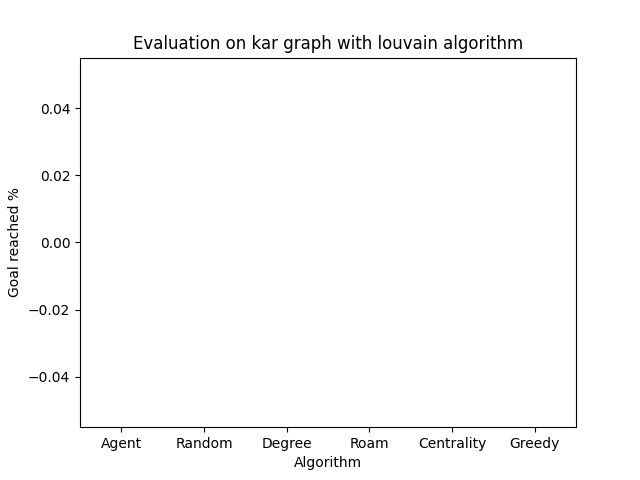 Evaluation on kar graph with louvain algorithm
0.04
0.02
0.00
−0.02
−0.04
Goal reached %
Agent Random Degree Roam Centrality Greedy
Algorithm